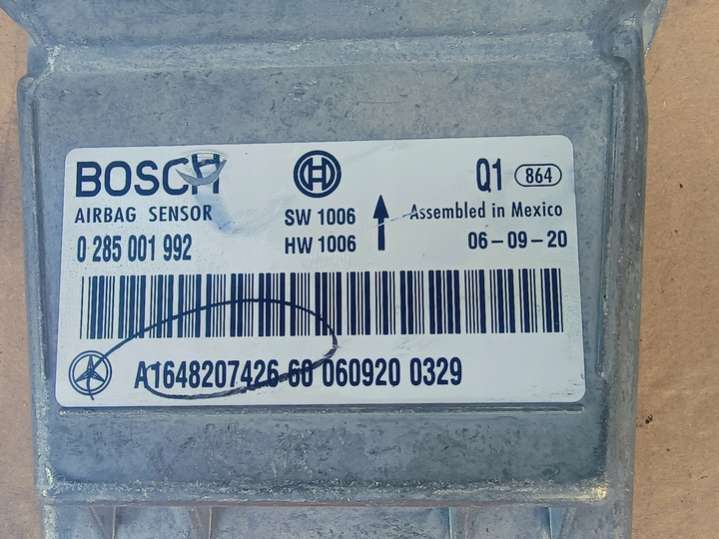 BOSCH
AIRBAG SENSOR
0 285 001 992
SW 1006
HW 1006
Q1 864
Assembled in Mexico
06-09-20
A1648207426 60 060920 0329